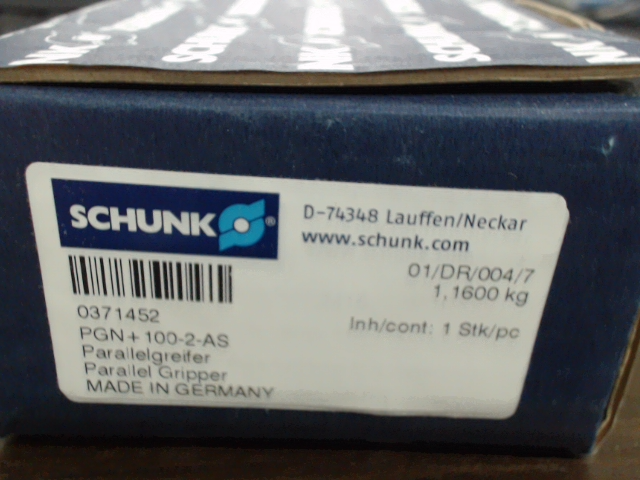 SCHUNK
SCHUNK®
D-74348 Lauffen/Neckar
www.schunk.com
01/DR/004/7
1,1600 kg
0371452
Inh/cont: 1 Stk/pc
PGN+100-2-AS
Parallelgreifer
Parallel Gripper
MADE IN GERMANY